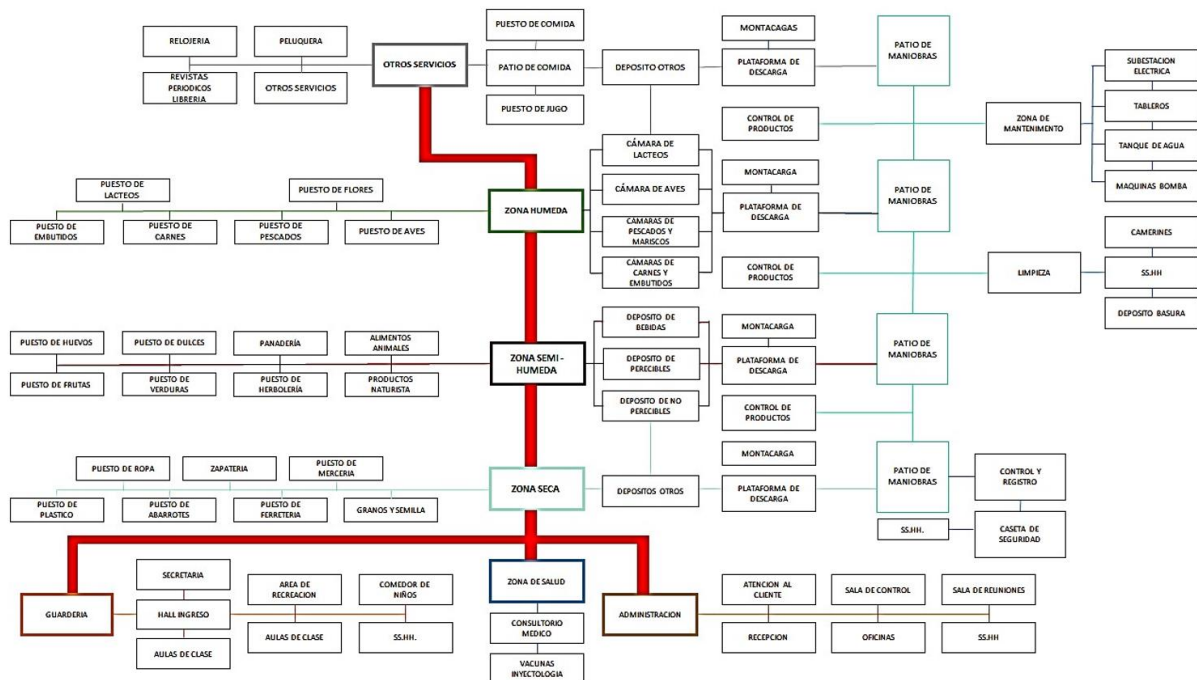 PUESTO DE COMIDA
MONTACAGAS
RELOJERIA
PELUQUERA
OTROS SERVICIOS
PATIO DE COMIDA
DEPOSITO OTROS
PLATAFORMA DE
DESCARGA
PATIO DE
MANIOBRAS
SUBESTACION
ELECTRICA
REVISTAS
PERIODICOS
LIBRERIA
OTROS SERVICIOS
PUESTO DE JUGO
TABLEROS
CONTROL DE
PRODUCTOS
ZONA DE
MANTENIMENTO
CÁMARA DE
LACTEOS
TANQUE DE AGUA
PUESTO DE
LACTEOS
PUESTO DE FLORES
ZONA HUMEDA
CÁMARA DE AVES
MONTACARGA
PATIO DE
MANIOBRAS
MAQUINAS BOMBA
PLATAFORMA DE
DESCARGA
PUESTO DE
EMBUTIDOS
PUESTO DE
CARNES
PUESTO DE
PESCADOS
PUESTO DE AVES
CAMARAS DE
PESCADOS Y
MARISCOS
CAMERINES
CAMARAS DE
CARNES Y
EMBUTIDOS
CONTROL DE
PRODUCTOS
LIMPIEZA
SS.HH
DEPOSITO BASURA
DEPOSITO DE
BEBIDAS
MONTACARGA
PUESTO DE HUEVOS
PUESTO DE DULCES
PANADERÍA
ALIMENTOS
ANIMALES
ZONA SEMI -
HUMEDA
DEPOSITO DE
PERECIBLES
PLATAFORMA DE
DESCARGA
PATIO DE
MANIOBRAS
PUESTO DE FRUTAS
PUESTO DE
VERDURAS
PUESTO DE
HERBOLERÍA
PRODUCTOS
NATURISTA
DEPOSITO DE NO
PERECIBLES
CONTROL DE
PRODUCTOS
MONTACARGA
PUESTO DE ROPA
ZAPATERIA
PUESTO DE
MERCERIA
ZONA SECA
DEPOSITOS OTROS
PLATAFORMA DE
DESCARGA
PATIO DE
MANIOBRAS
CONTROL Y
REGISTRO
PUESTO DE
PLASTICO
PUESTO DE
ABARROTES
PUESTO DE
FERRETERIA
GRANOS Y SEMILLA
SS.HH.
CASETA DE
SEGURIDAD
SECRETARIA
AREA DE
RECREACION
COMEDOR DE
NIÑOS
ZONA DE SALUD
ATENCION AL
CLIENTE
SALA DE CONTROL
SALA DE REUNIONES
GUARDERIA
HALL INGRESO
ADMINISTRACION
AULAS DE CLASE
AULAS DE CLASE
SS.HH.
CONSULTORIO
MEDICO
RECEPCION
OFICINAS
SS.HH
VACUNAS
INYECTOLOGIA